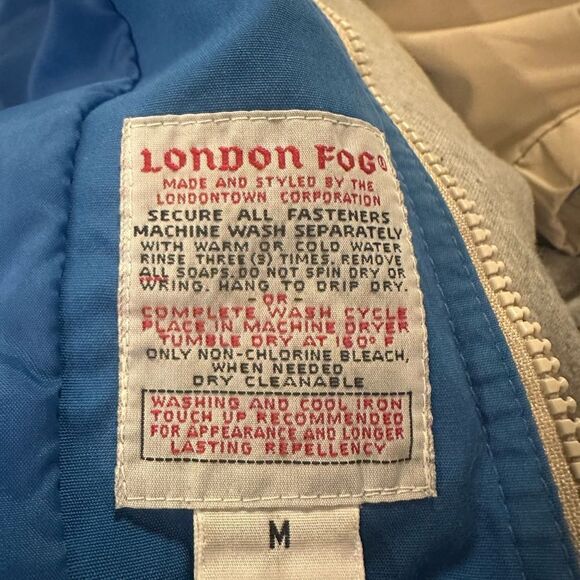 LONDON FOG®
MADE AND STYLED BY THE
LONDONTOWN CORPORATION
SECURE ALL FASTENERS
MACHINE WASH SEPARATELY
WITH WARM OR COLD WATER
RINSE THREE (3) TIMES. REMOVE
ALL SOAPS. DO NOT SPIN DRY OR
WRING. HANG TO DRIP DRY.
-OR-
COMPLETE WASH CYCLE
PLACE IN MACHINE DRYER
TUMBLE DRY AT 160° F
ONLY NON-CHLORINE BLEACH,
WHEN NEEDED
DRY CLEANABLE
WASHING AND COOL IRON
TOUCH UP RECOMMENDED
FOR APPEARANCE AND LONGER
LASTING REPELLENCY
M